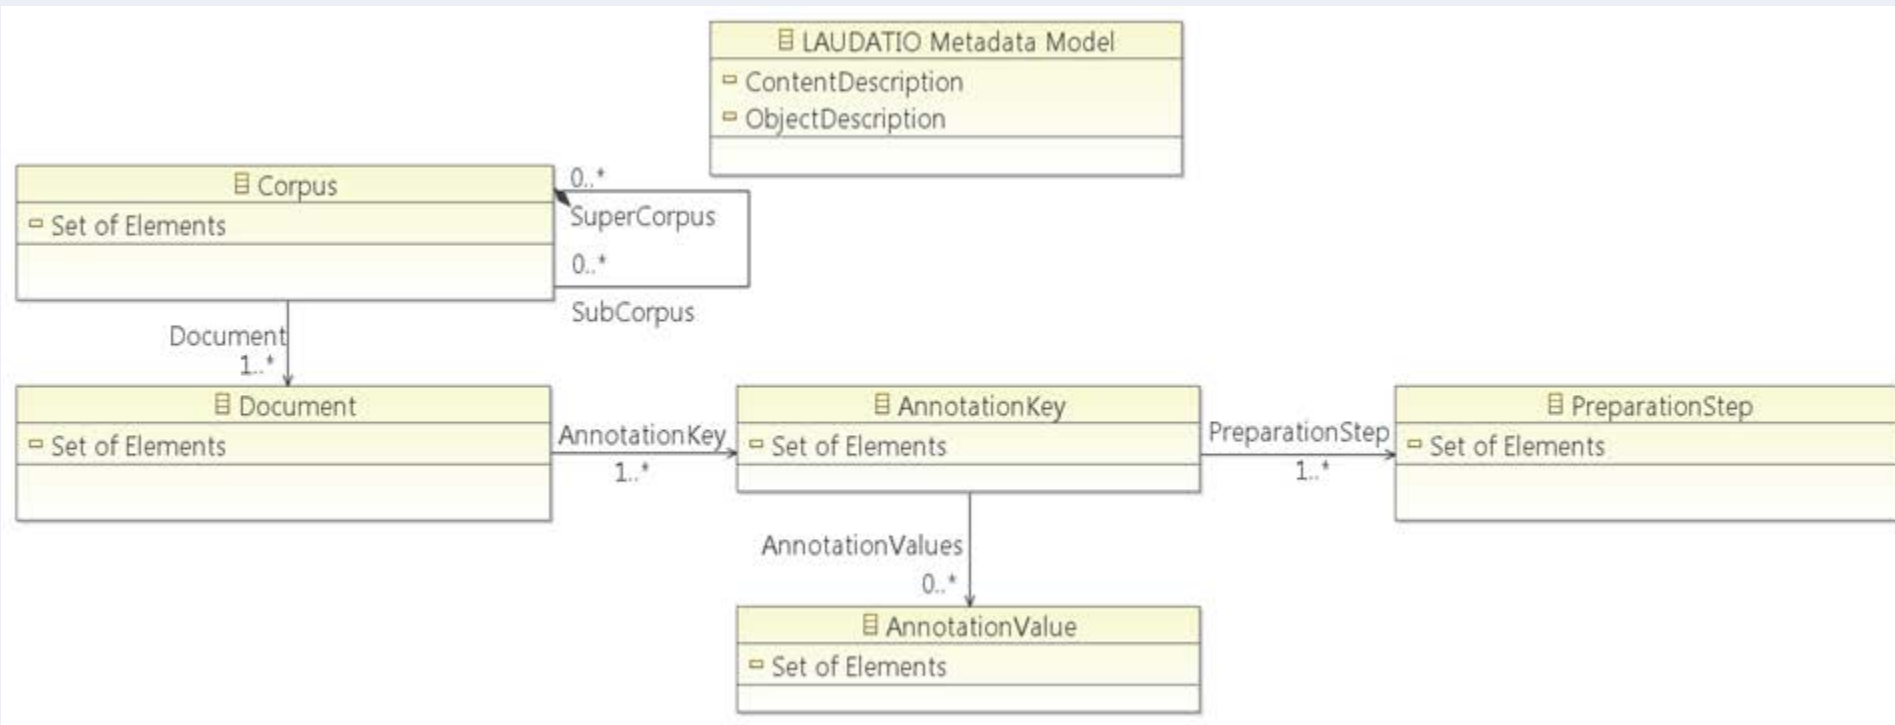 LAUDATIO Metadata Model
ContentDescription
ObjectDescription
Corpus
Set of Elements
0..*
SuperCorpus
0..*
SubCorpus
Document
1..*
Document
Set of Elements
AnnotationKey
1..*
AnnotationKey
Set of Elements
PreparationStep
1..*
PreparationStep
Set of Elements
AnnotationValues
0..*
AnnotationValue
Set of Elements